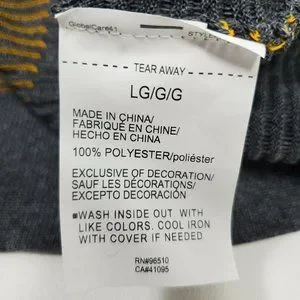 GlobalCare61
STYLE
TEAR AWAY
LG/G/G
MADE IN CHINA/
FABRIQUÉ EN CHINE/
HECHO EN CHINA
100% POLYESTER/poliéster
EXCLUSIVE OF DECORATION/
SAUF LES DÉCORATIONS/
EXCEPTO DECORACIÓN
■WASH INSIDE OUT WITH
LIKE COLORS. COOL IRON
WITH COVER IF NEEDED
RN#96510
CA#41095